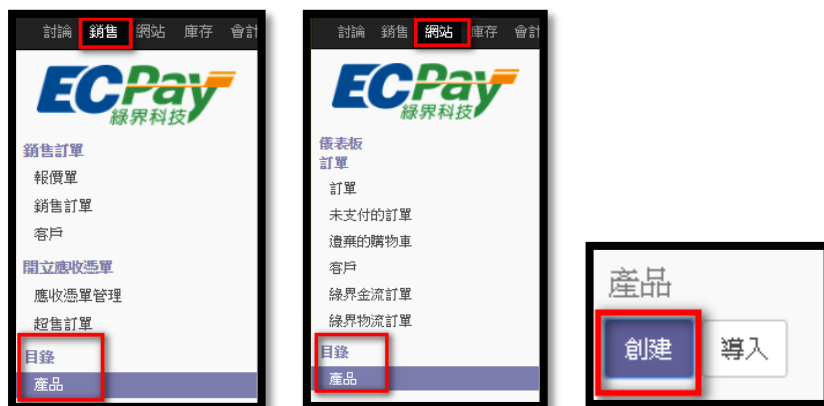 討論 銷售 網站 庫存 會計
ECPay
綠界科技
銷售訂單
報價單
銷售訂單
客戶
開立應收憑單
應收憑單管理
超售訂單
目錄
產品
討論 銷售 網站 庫存 會計
ECPay
綠界科技
儀表板
訂單
訂單
未支付的訂單
遺棄的購物車
客戶
綠界金流訂單
綠界物流訂單
目錄
產品
產品
創建 導入